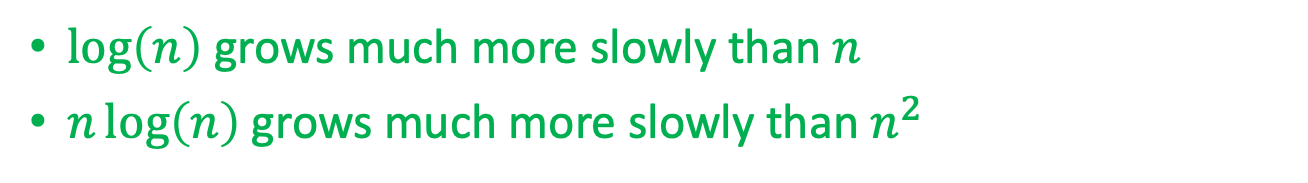 • log(n) grows much more slowly than n
• n log(n) grows much more slowly than n²